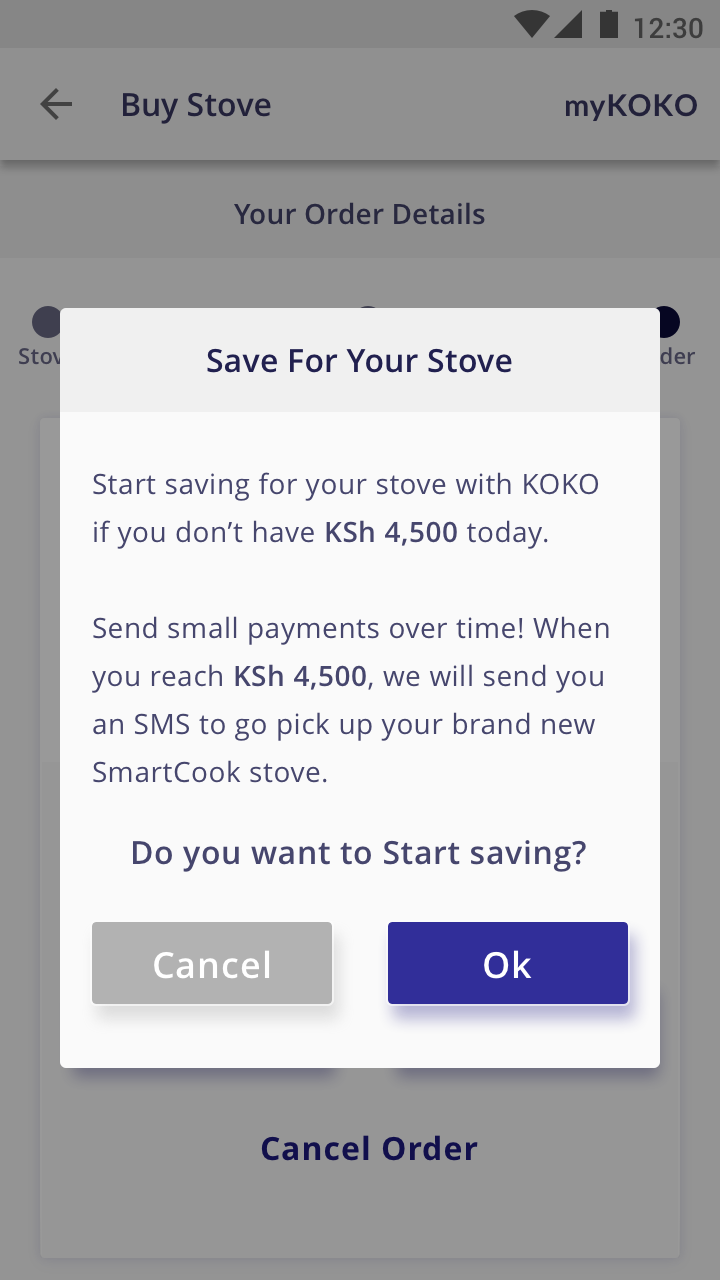 12:30
Buy Stove
myKOKO
Your Order Details
Save For Your Stove
Start saving for your stove with KOKO
if you don’t have KSh 4,500 today.
Send small payments over time! When
you reach KSh 4,500, we will send you
an SMS to go pick up your brand new
SmartCook stove.
Do you want to Start saving?
Cancel
Ok
Cancel Order